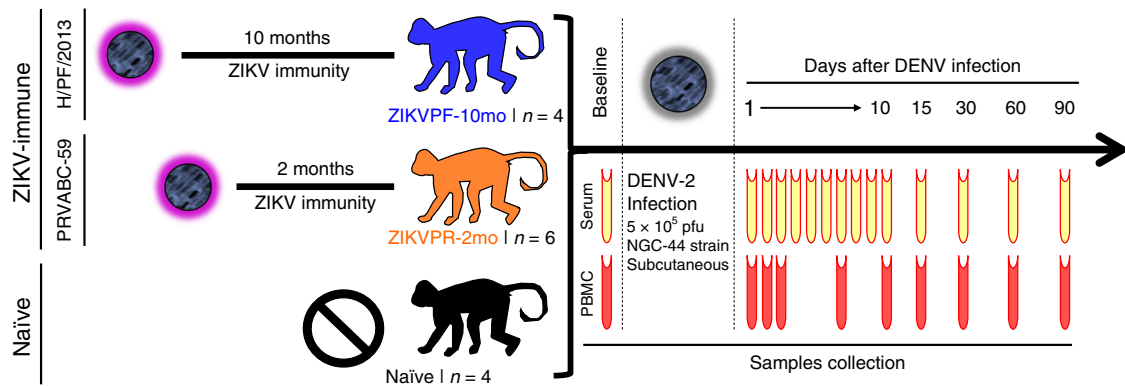 ZIKV-immune
H/PF/2013
10 months
ZIKV immunity
ZIKVPF-10mo | n = 4
PRVABC-59
2 months
ZIKV immunity
ZIKVPR-2mo | n = 6
Naïve
Naïve | n = 4
Baseline
Days after DENV infection
1
10
15
30
60
90
Serum
PBMC
DENV-2
Infection
5 × 10⁵ pfu
NGC-44 strain
Subcutaneous
Samples collection